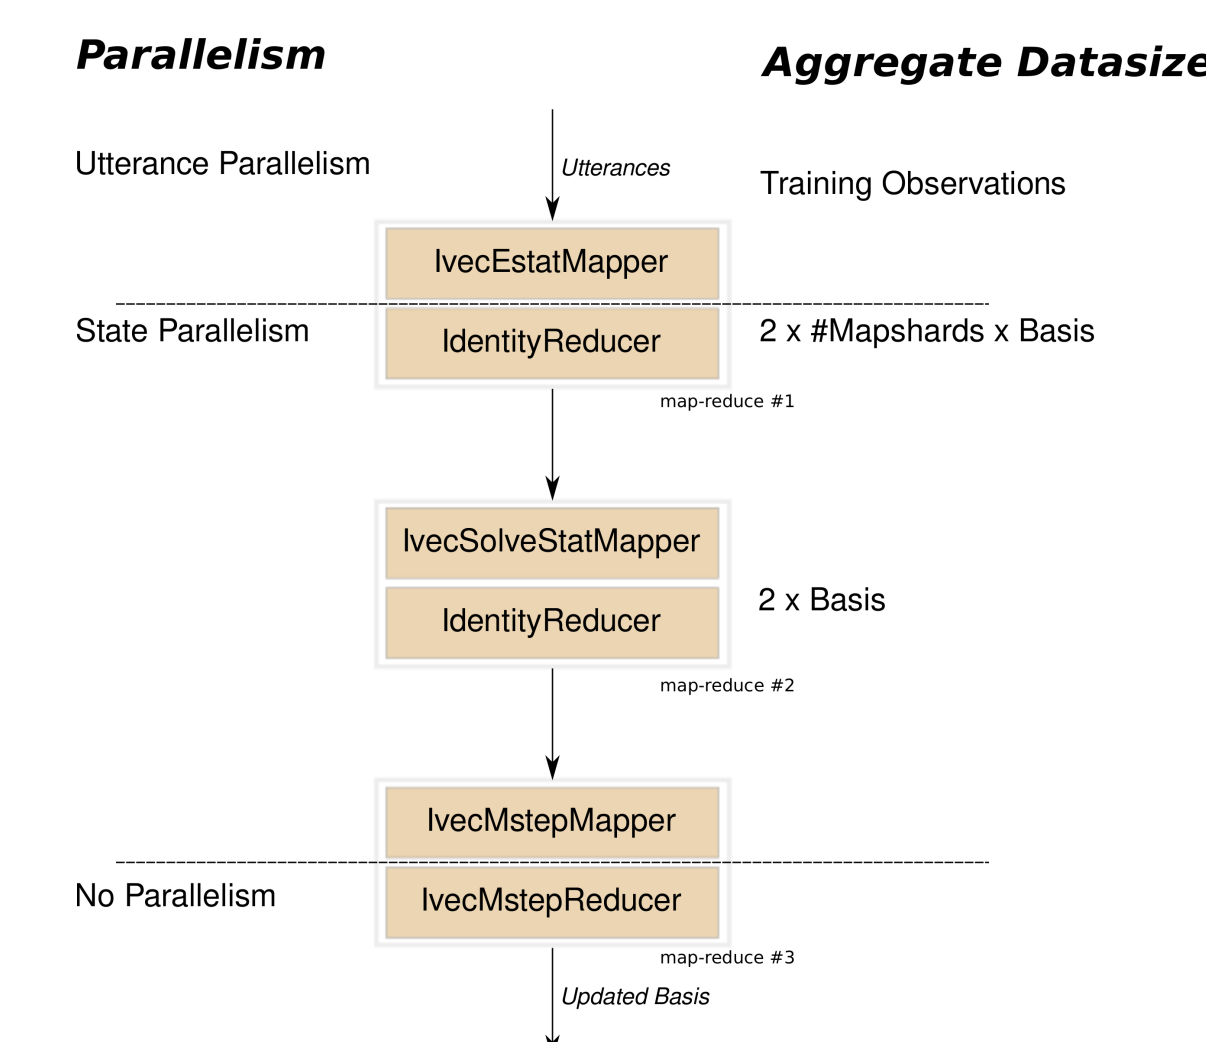 Parallelism
Aggregate Datasize
Utterance Parallelism
Utterances
Training Observations
IvecEstatMapper
State Parallelism
IdentityReducer
2 x #Mapshards x Basis
map-reduce #1
IvecSolveStatMapper
2 x Basis
IdentityReducer
map-reduce #2
IvecMstepMapper
No Parallelism
IvecMstepReducer
map-reduce #3
Updated Basis